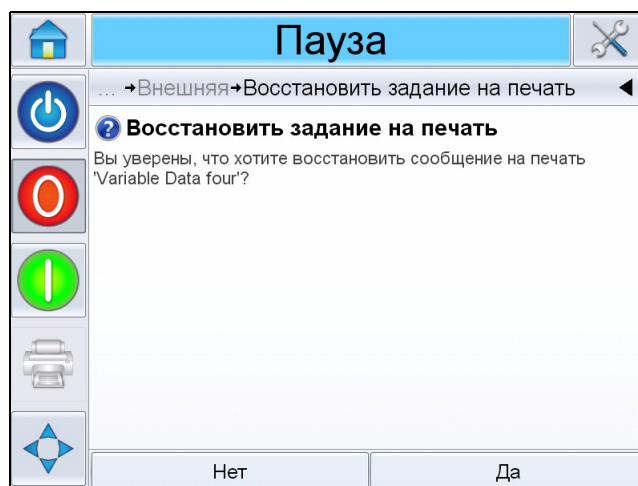 Пауза
... →Внешняя→Восстановить задание на печать
Восстановить задание на печать
Вы уверены, что хотите восстановить сообщение на печать
'Variable Data four'?
Нет
Да